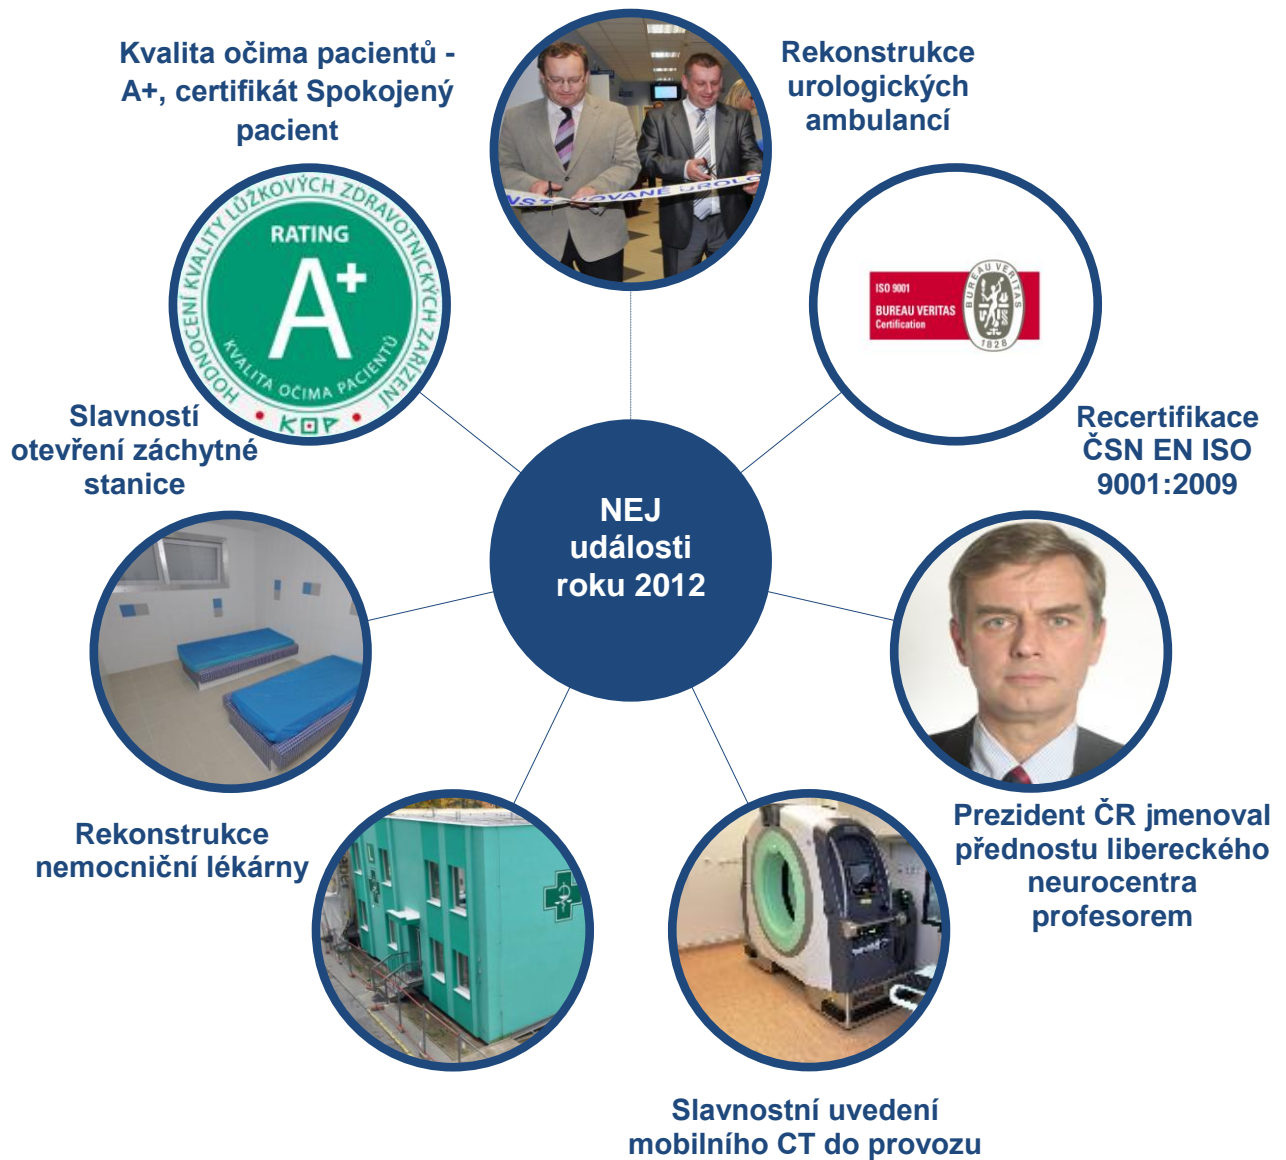 Kvalita očima pacientů -
A+, certifikát Spokojený
pacient
Rekonstrukce
urologických
ambulancí
HODNOCENÍ KVALITY LŮŽKOVÝCH ZDRAVOTNICKÝCH ZAŘÍZENÍ
RATING
A+
KVALITA OČIMA PACIENTŮ
KOP
ISO 9001
BUREAU VERITAS
Certification
BUREAU VERITAS
1828
Slavností
otevření záchytné
stanice
Recertifikace
ČSN EN ISO
9001:2009
NEJ
události
roku 2012
Rekonstrukce
nemocniční lékárny
Prezident ČR jmenoval
přednostu libereckého
neurocentra
profesorem
Slavnostní uvedení
mobilního CT do provozu